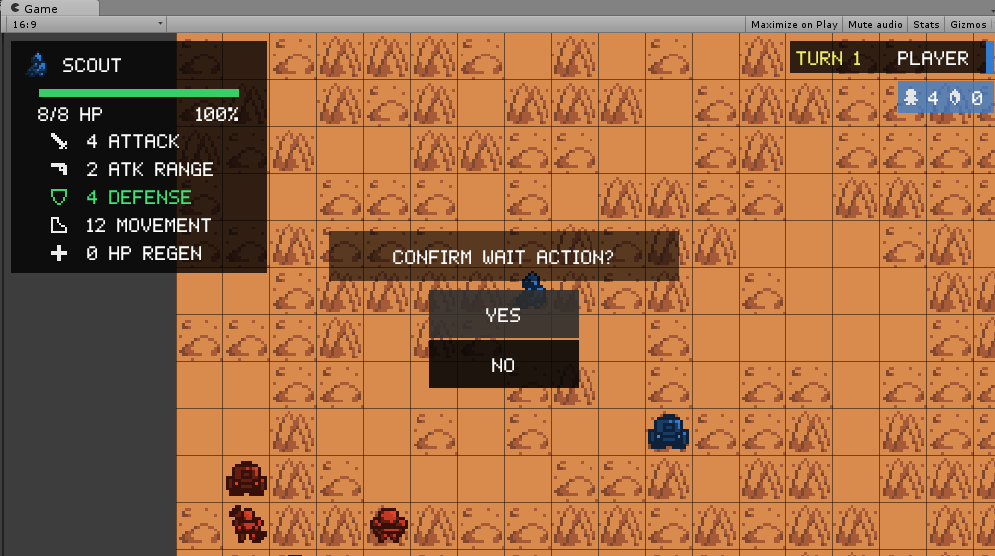 Game
16:9
Maximize on Play Mute audio Stats Gizmos
SCOUT
8/8 HP 100%
4 ATTACK
2 ATK RANGE
4 DEFENSE
12 MOVEMENT
0 HP REGEN
TURN 1 PLAYER
4 0
CONFIRM WAIT ACTION?
YES
NO